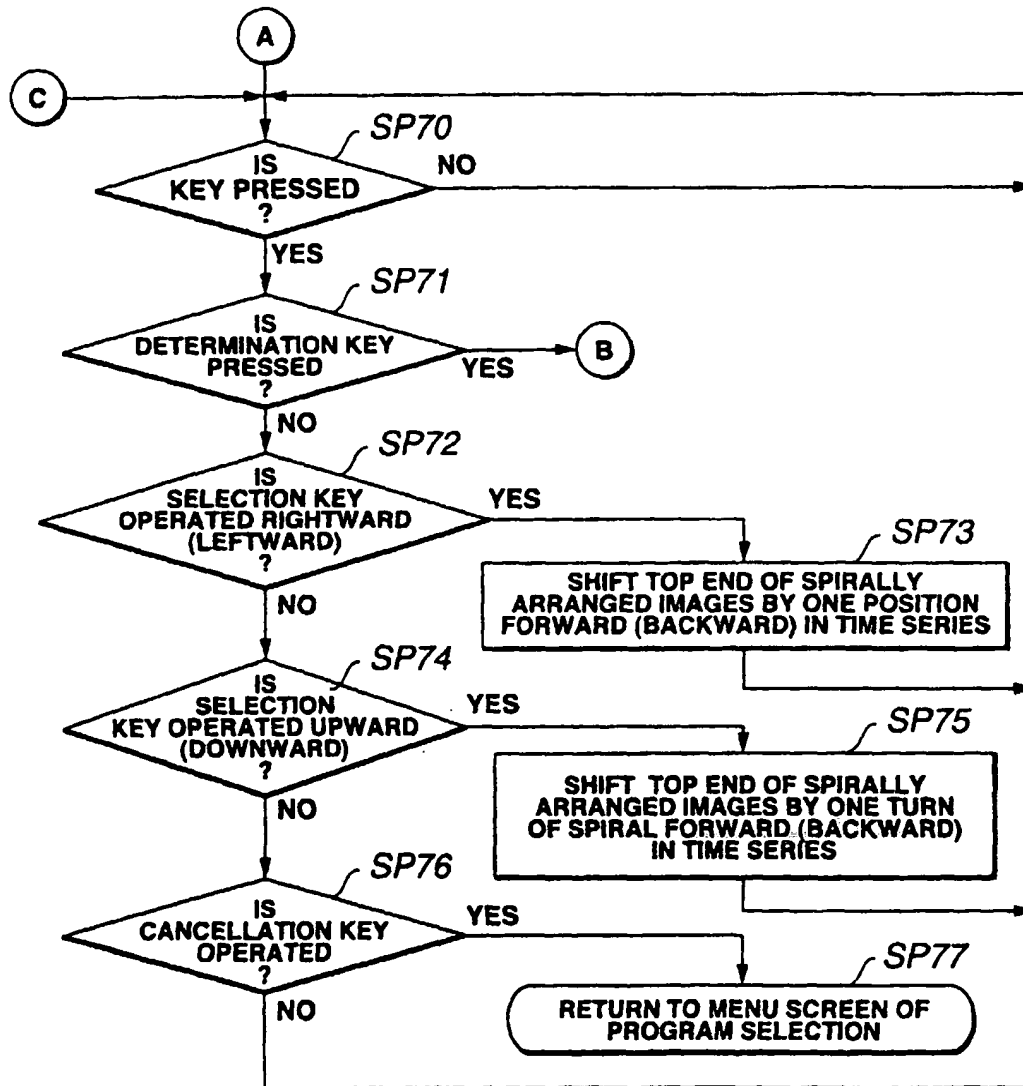 A
C
SP70
IS
KEY PRESSED
?
NO
YES
SP71
IS
DETERMINATION KEY
PRESSED
?
YES
B
NO
SP72
IS
SELECTION KEY
OPERATED RIGHTWARD
(LEFTWARD)
?
YES
SP73
SHIFT TOP END OF SPIRALLY
ARRANGED IMAGES BY ONE POSITION
FORWARD (BACKWARD) IN TIME SERIES
NO
SP74
IS
SELECTION
KEY OPERATED UPWARD
(DOWNWARD)
?
YES
SP75
SHIFT TOP END OF SPIRALLY
ARRANGED IMAGES BY ONE TURN
OF SPIRAL FORWARD (BACKWARD)
IN TIME SERIES
NO
SP76
IS
CANCELLATION KEY
OPERATED
?
YES
SP77
RETURN TO MENU SCREEN OF
PROGRAM SELECTION
NO